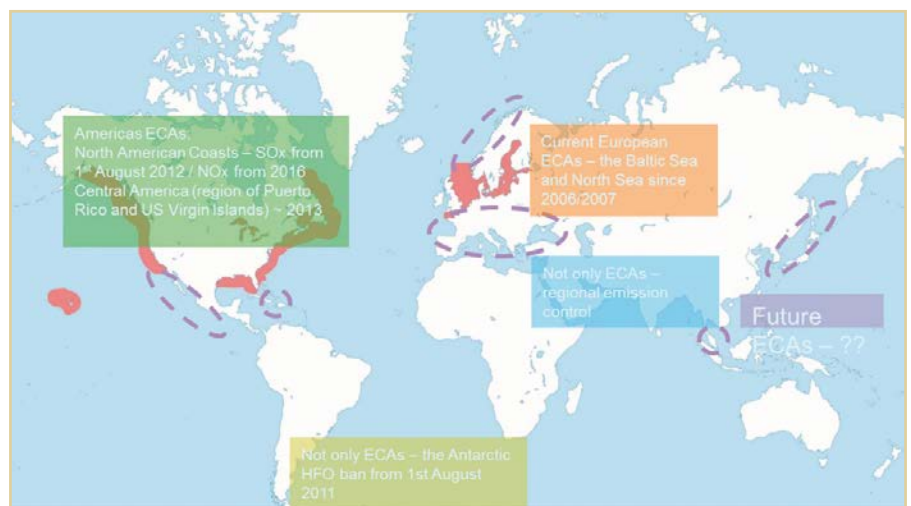 Americas ECAs:
North American Coasts – SOx from
1st August 2012 / NOx from 2016
Central America (region of Puerto
Rico and US Virgin Islands) ~ 2013
Current European
ECAs – the Baltic Sea
and North Sea since
2006/2007
Not only ECAs –
regional emission
control
Future
ECAs – ??
Not only ECAs – the Antarctic
HFO ban from 1st August
2011